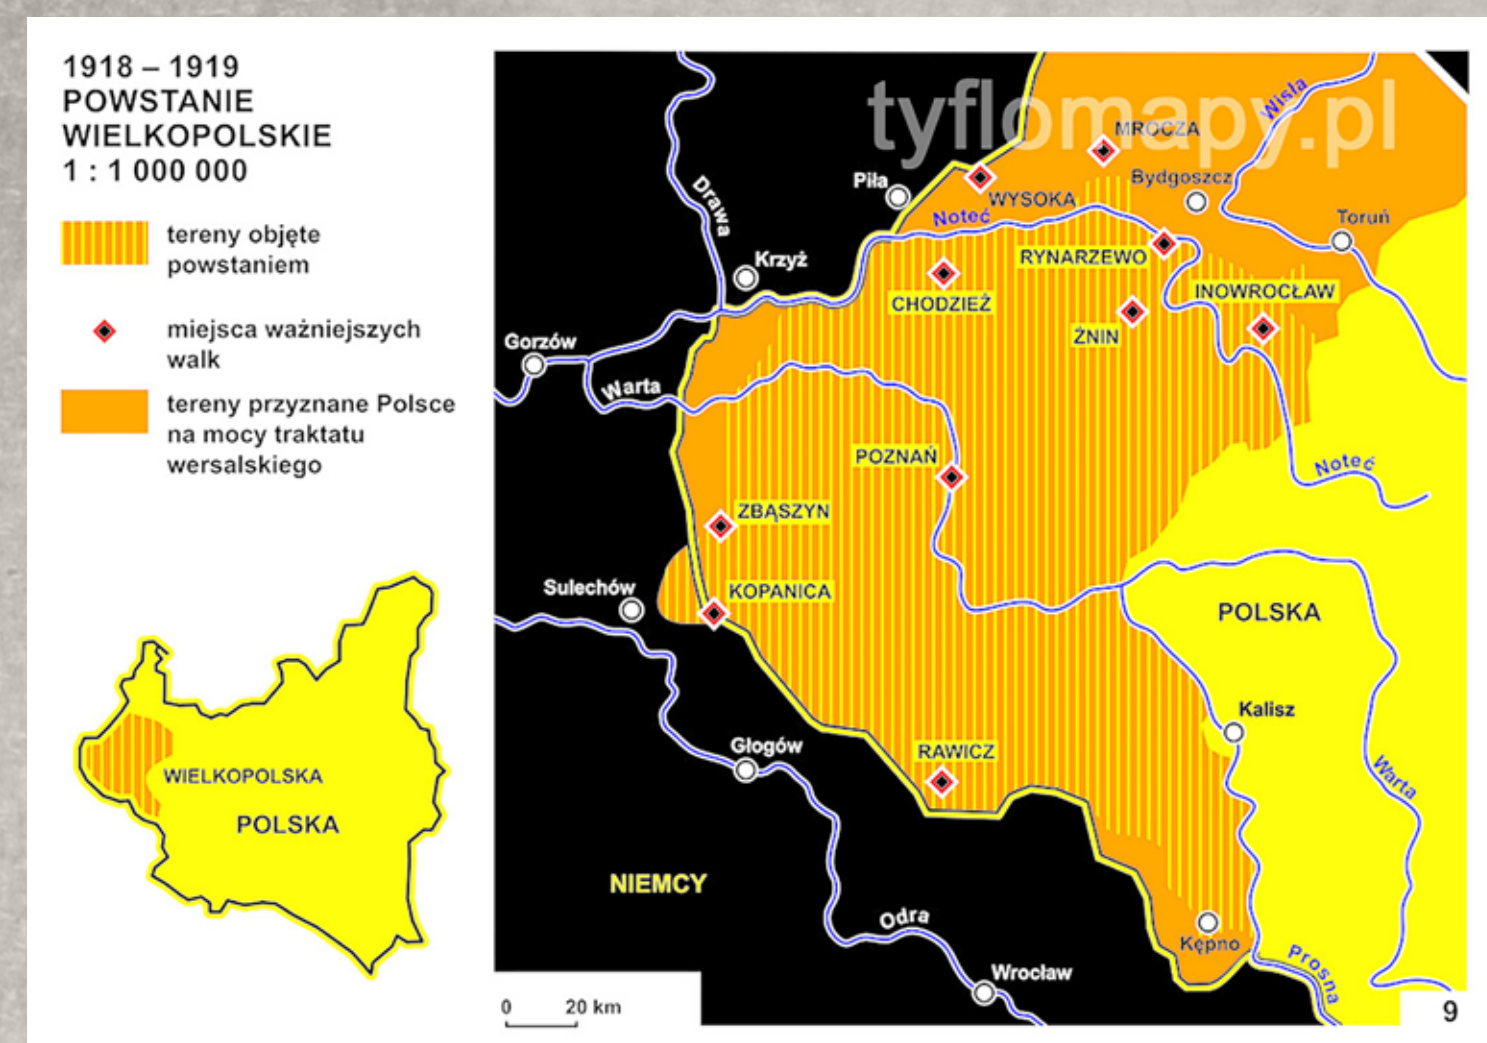 1918 – 1919
POWSTANIE
WIELKOPOLSKIE
1 : 1 000 000
tereny objęte
powstaniem
miejsca ważniejszych
walk
tereny przyznane Polsce
na mocy traktatu
wersalskiego
WIELKOPOLSKA
POLSKA
tyflomapy.pl
Wisła
MROCZA
Piła
Bydgoszcz
WYSOKA
Drawa
Noteć
Toruń
Krzyż
RYNARZEWO
CHODZIEŻ
INOWROCŁAW
ŻNIN
Gorzów
Warta
POZNAŃ
Noteć
ZBĄSZYN
Sulechów
KOPANICA
POLSKA
Kalisz
Głogów
RAWICZ
Warta
NIEMCY
Odra
Kępno
Prosna
Wrocław
0 20 km
9